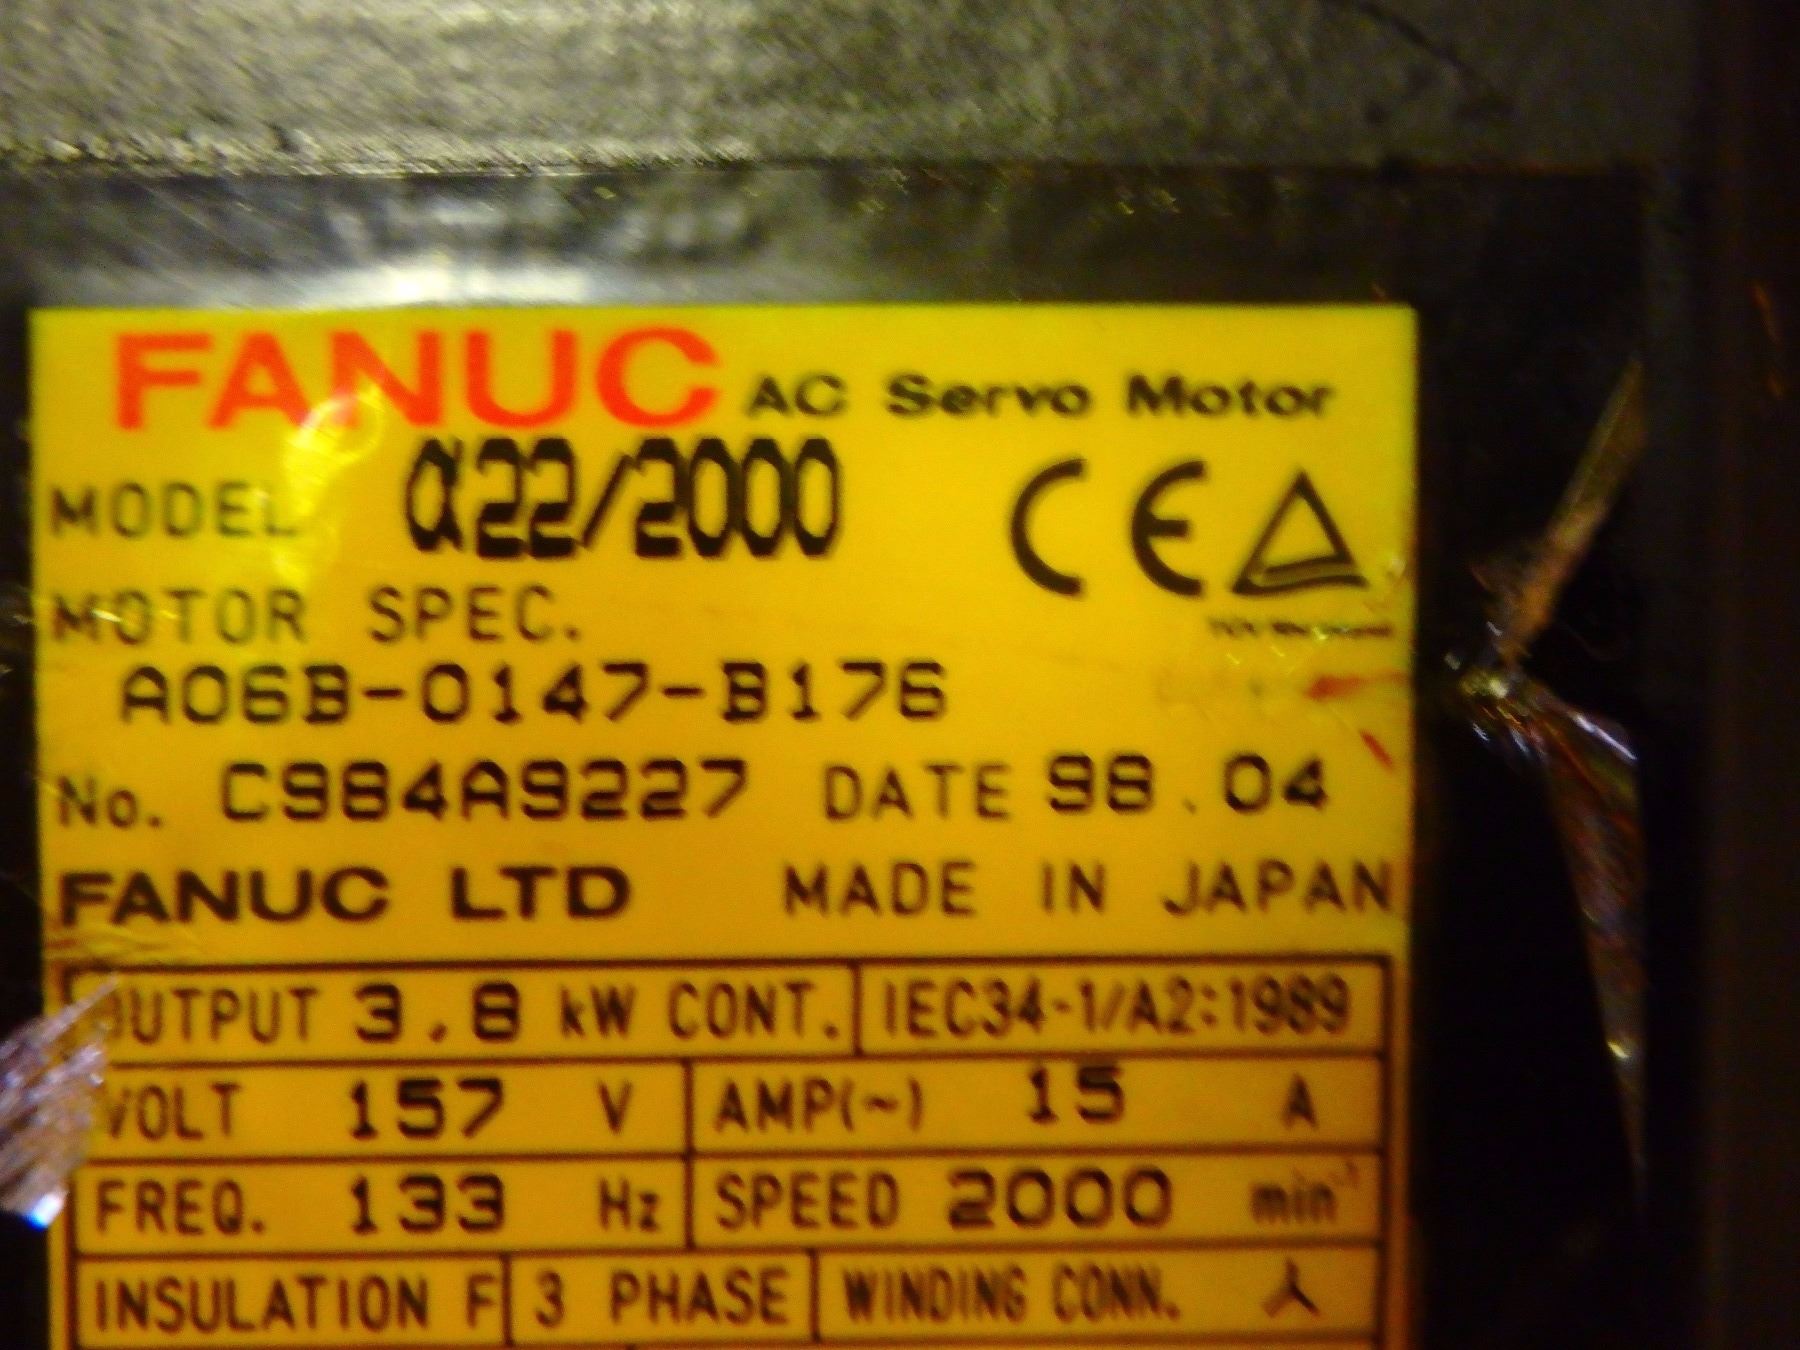 FANUC AC Servo Motor
MODEL α22/2000
CE
MOTOR SPEC.
A06B-0147-B176
No. C984A9227 DATE 98.04
FANUC LTD MADE IN JAPAN
OUTPUT 3.8 kW CONT. IEC34-1/A2:1989
VOLT 157 V AMP(~) 15 A
FREQ. 133 Hz SPEED 2000 min⁻¹
INSULATION F 3 PHASE WINDING CONN. ⅄